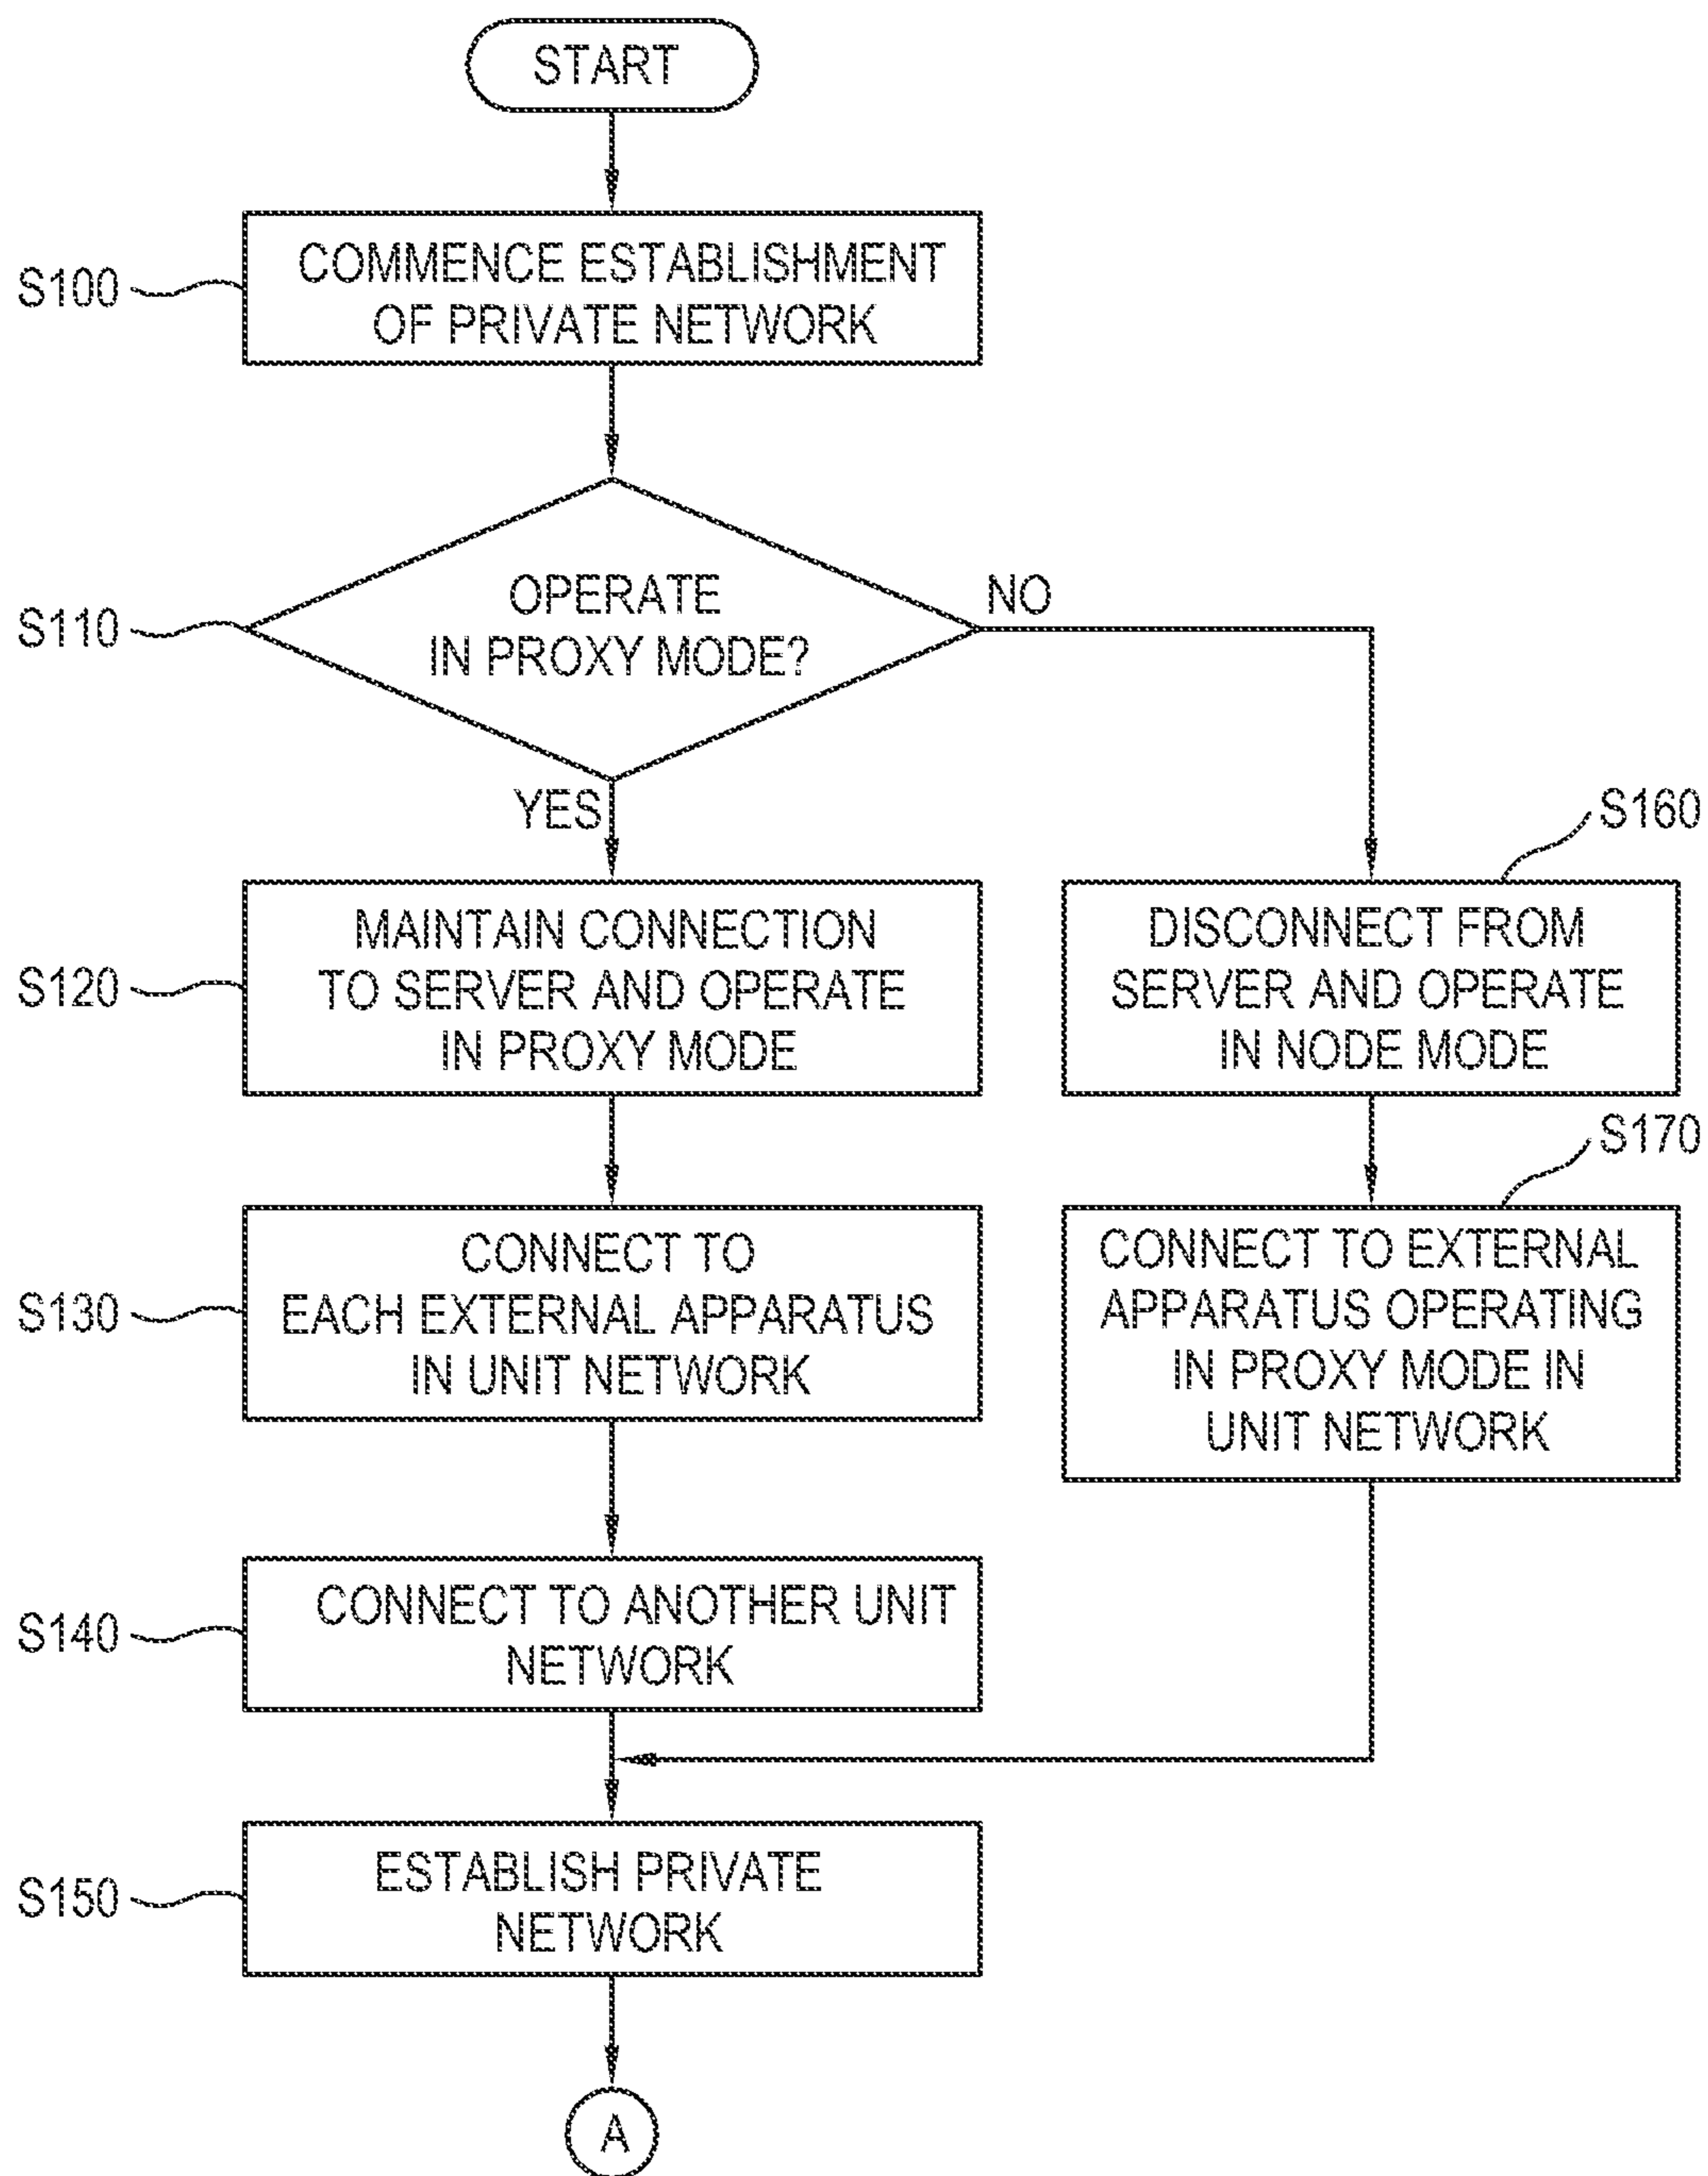 START
S100
COMMENCE ESTABLISHMENT
OF PRIVATE NETWORK
S110
OPERATE
IN PROXY MODE?
NO
YES
S120
MAINTAIN CONNECTION
TO SERVER AND OPERATE
IN PROXY MODE
S160
DISCONNECT FROM
SERVER AND OPERATE
IN NODE MODE
S130
CONNECT TO
EACH EXTERNAL APPARATUS
IN UNIT NETWORK
S170
CONNECT TO EXTERNAL
APPARATUS OPERATING
IN PROXY MODE IN
UNIT NETWORK
S140
CONNECT TO ANOTHER UNIT
NETWORK
S150
ESTABLISH PRIVATE
NETWORK
A